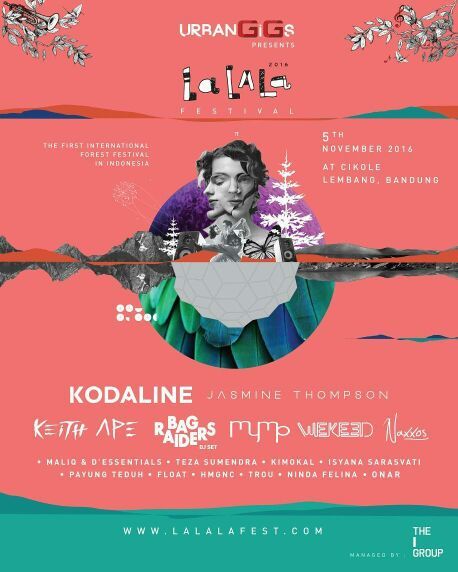 URBANGiGs
PRESENTS
2016
LaLALa
FESTIVAL
THE FIRST INTERNATIONAL
FOREST FESTIVAL
IN INDONESIA
5TH
NOVEMBER 2016
AT CIKOLE
LEMBANG, BANDUNG
KODALINE JASMINE THOMPSON
KEITH APE BAG RAIDERS DJ SET MYMP WEKEED Naxxos
• MALIQ & D'ESSENTIALS • TEZA SUMENDRA • KIMOKAL • ISYANA SARASVATI
• PAYUNG TEDUH • FLOAT • HMGNC • TROU • NINDA FELINA • ONAR
WWW.LALALAFEST.COM
MANAGED BY : THE I GROUP